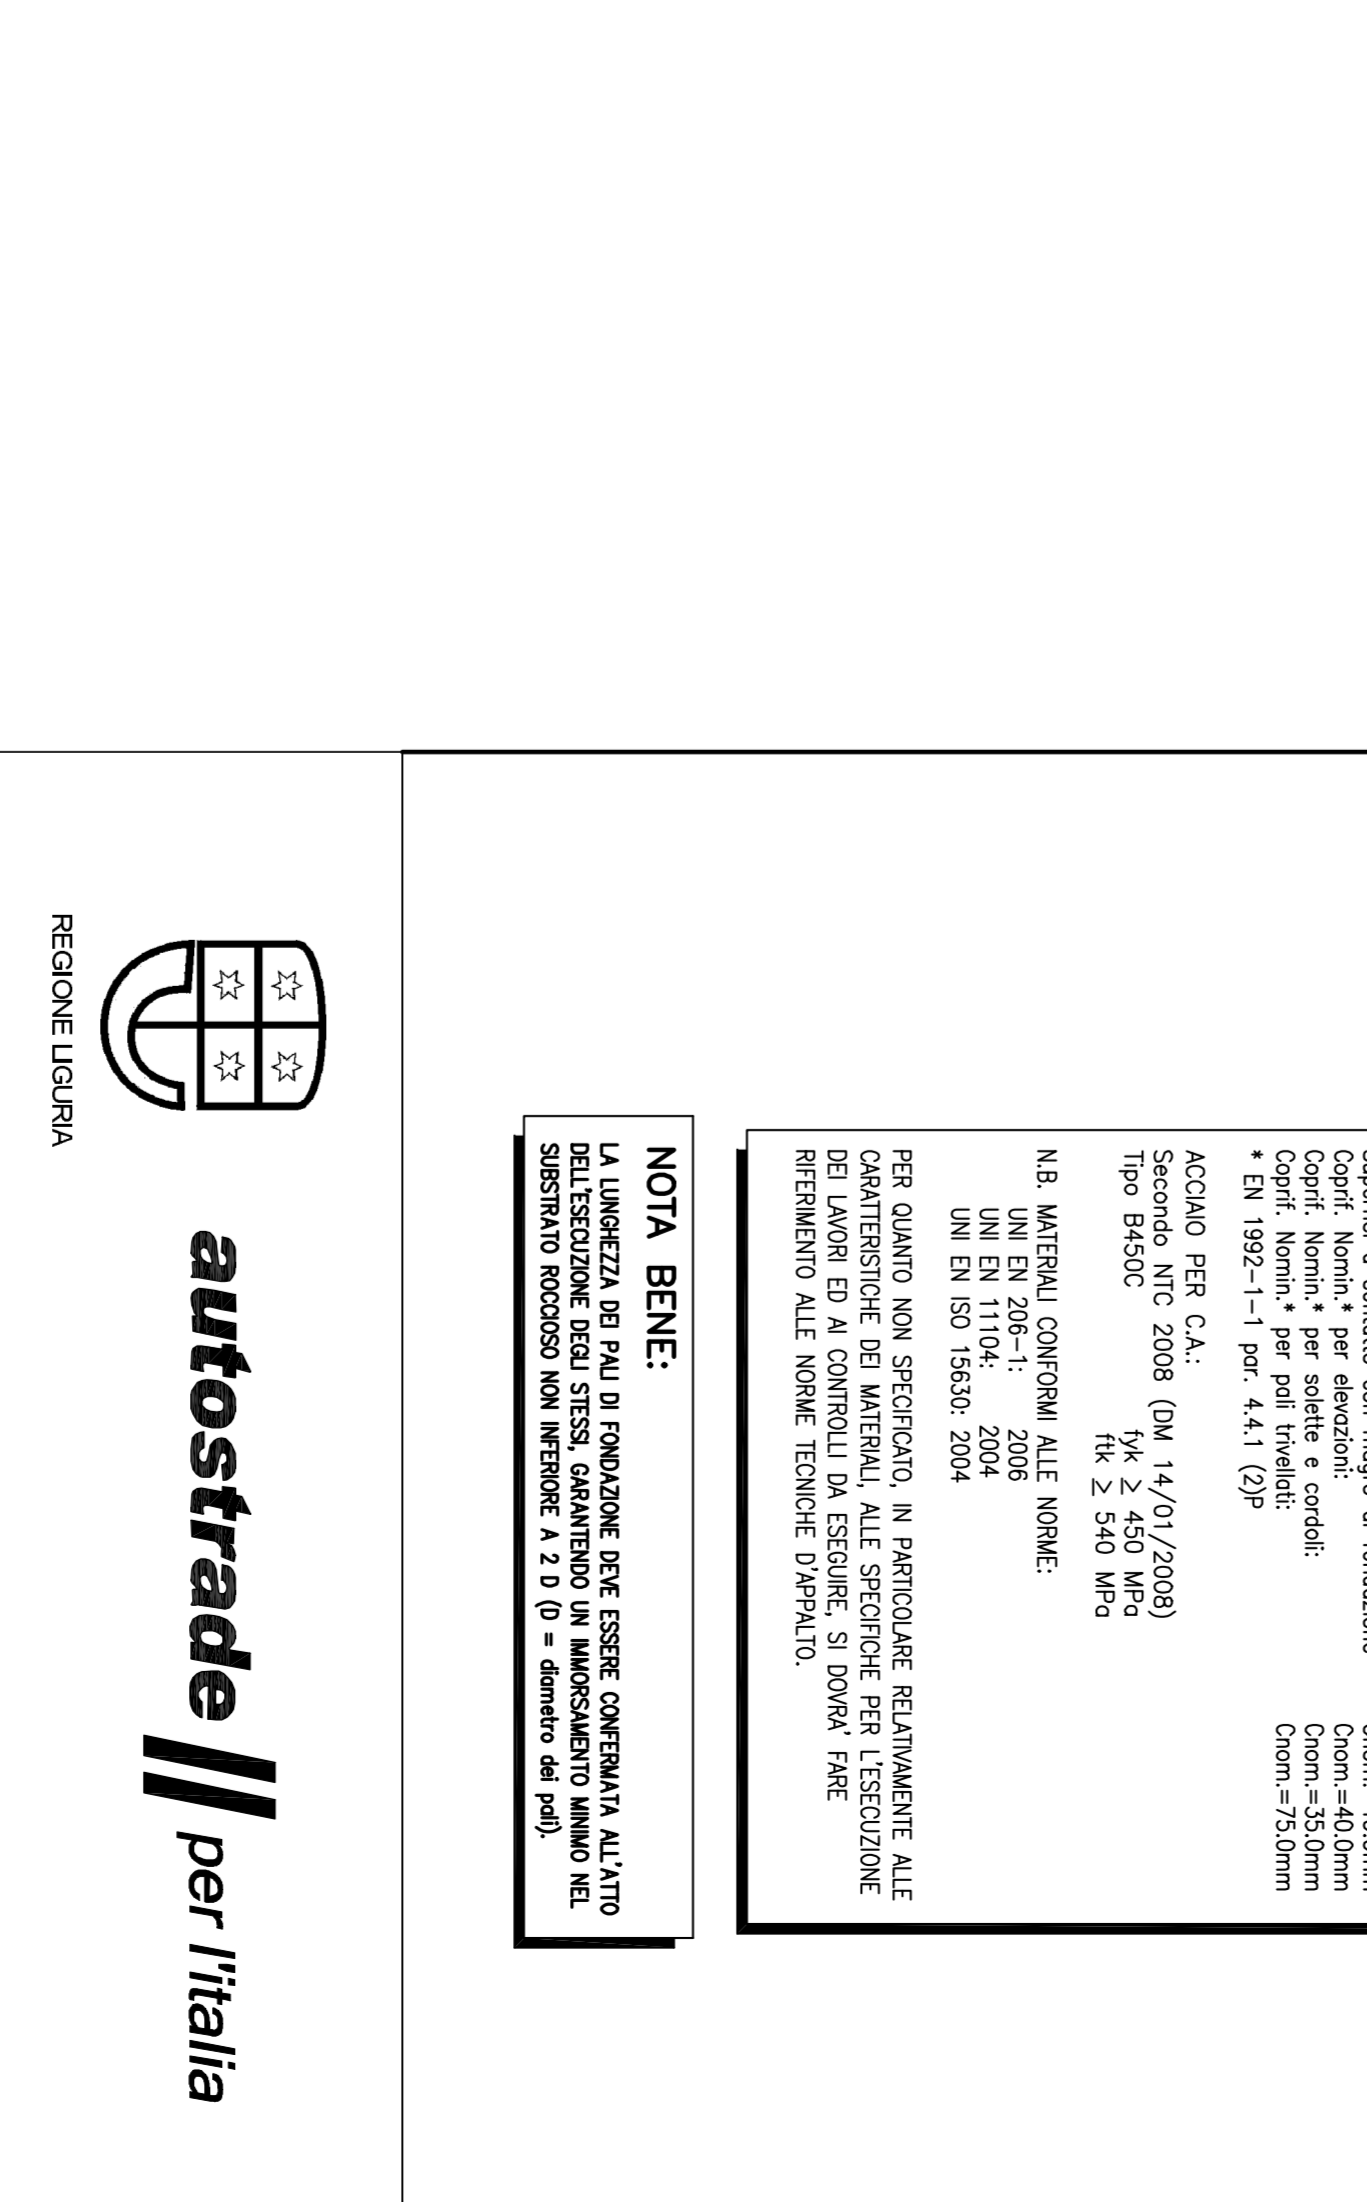 Coprif. Nomin.* per elevazioni: Cnom.=40.0mm
Coprif. Nomin.* per solette e cordoli: Cnom.=35.0mm
Coprif. Nomin.* per pali trivellati: Cnom.=75.0mm
* EN 1992-1-1 par. 4.4.1 (2)P
ACCIAIO PER C.A.:
Secondo NTC 2008 (DM 14/01/2008)
Tipo B450C fyk ≥ 450 MPa
ftk ≥ 540 MPa
N.B. MATERIALI CONFORMI ALLE NORME:
UNI EN 206-1: 2006
UNI EN 11104: 2004
UNI EN ISO 15630: 2004
PER QUANTO NON SPECIFICATO, IN PARTICOLARE RELATIVAMENTE ALLE
CARATTERISTICHE DEI MATERIALI, ALLE SPECIFICHE PER L'ESECUZIONE
DEI LAVORI ED AI CONTROLLI DA ESEGUIRE, SI DOVRA' FARE
RIFERIMENTO ALLE NORME TECNICHE D'APPALTO.
NOTA BENE:
LA LUNGHEZZA DEI PALI DI FONDAZIONE DEVE ESSERE CONFERMATA ALL'ATTO
DELL'ESECUZIONE DEGLI STESSI, GARANTENDO UN IMMORSAMENTO MINIMO NEL
SUBSTRATO ROCCIOSO NON INFERIORE A 2 D (D = diametro dei pali).
autostrade per l'italia
REGIONE LIGURIA